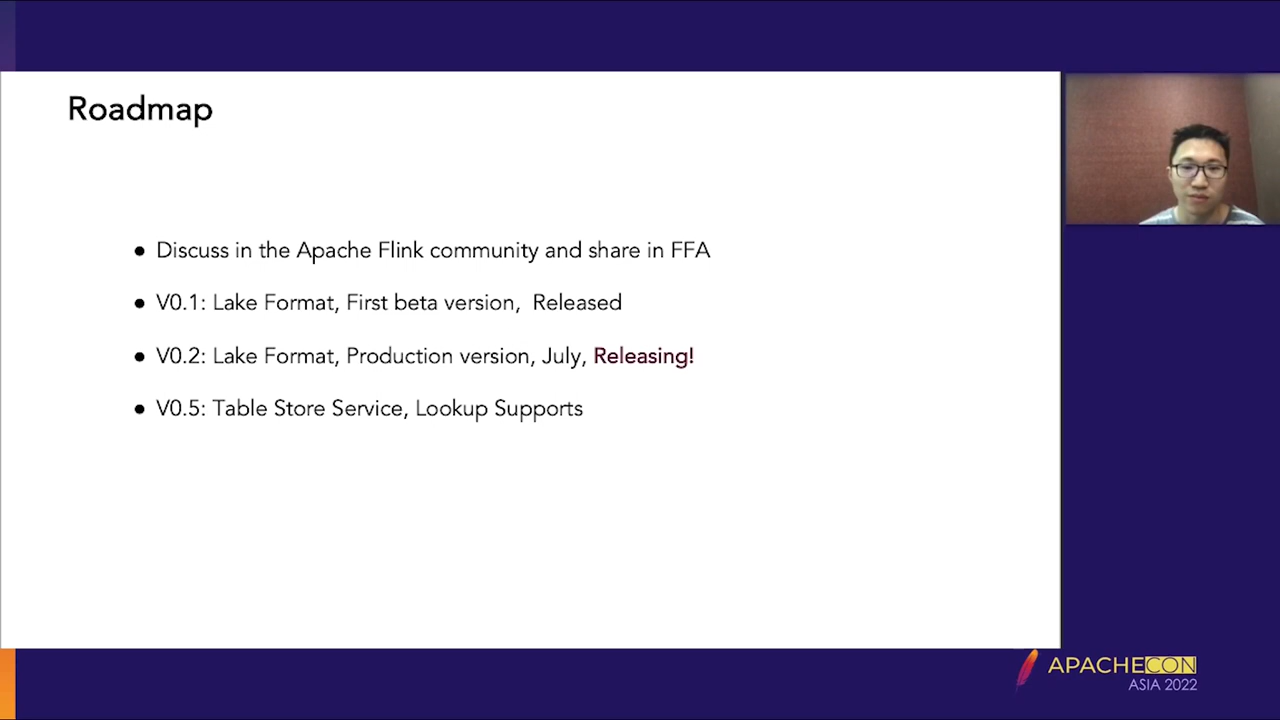 Roadmap
● Discuss in the Apache Flink community and share in FFA
● V0.1: Lake Format, First beta version, Released
● V0.2: Lake Format, Production version, July, Releasing!
● V0.5: Table Store Service, Lookup Supports
APACHECON
ASIA 2022